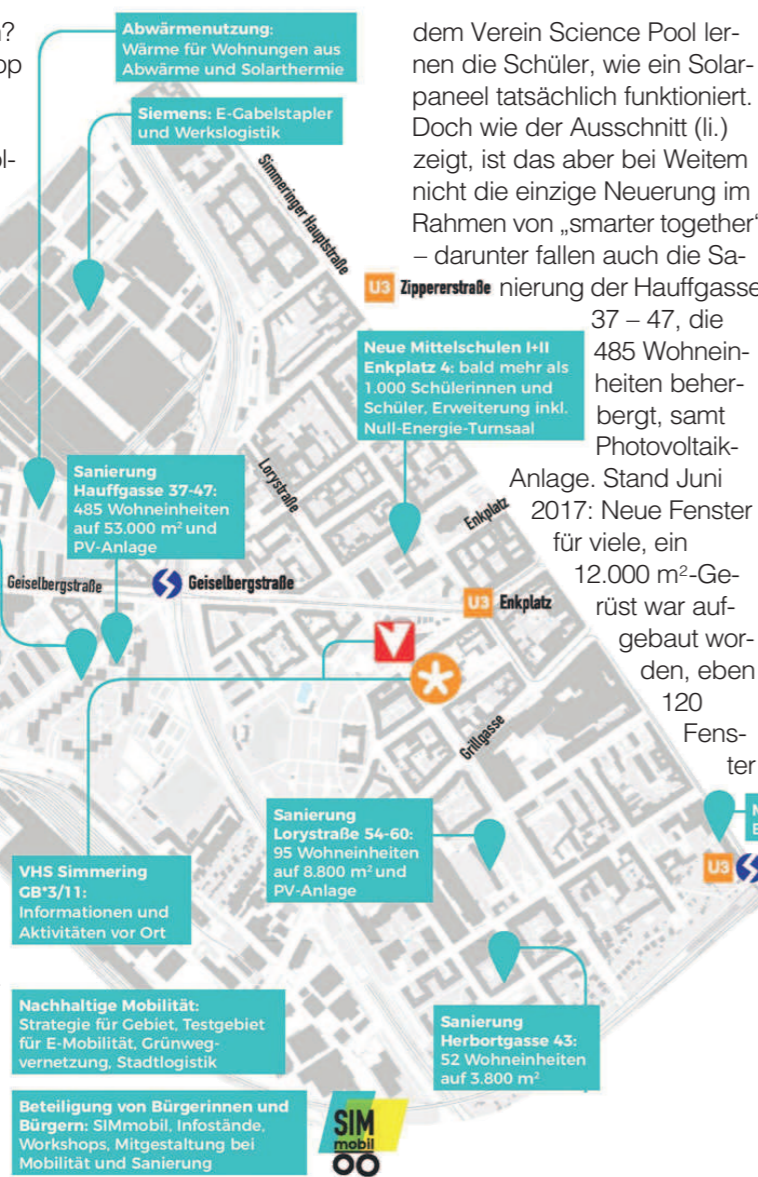 Abwärmenutzung:
Wärme für Wohnungen aus
Abwärme und Solarthermie
Siemens: E-Gabelstapler
und Werkslogistik
Simmeringer Hauptstraße
U3 Zippererstraße
Neue Mittelschulen I+II
Enkplatz 4: bald mehr als
1.000 Schülerinnen und
Schüler, Erweiterung inkl.
Null-Energie-Turnsaal
Sanierung
Hauffgasse 37-47:
485 Wohneinheiten
auf 53.000 m² und
PV-Anlage
Lorystraße
Enkplatz
Geiselbergstraße
Geiselbergstraße
U3 Enkplatz
Grillgasse
Sanierung
Lorystraße 54-60:
95 Wohneinheiten
auf 8.800 m² und
PV-Anlage
U3
VHS Simmering
GB*3/11:
Informationen und
Aktivitäten vor Ort
Nachhaltige Mobilität:
Strategie für Gebiet, Testgebiet
für E-Mobilität, Grünweg-
vernetzung, Stadtlogistik
Sanierung
Herbortgasse 43:
52 Wohneinheiten
auf 3.800 m²
Beteiligung von Bürgerinnen und
Bürgern: SIMmobil, Infostände,
Workshops, Mitgestaltung bei
Mobilität und Sanierung
SIM
mobil
dem Verein Science Pool ler-
nen die Schüler, wie ein Solar-
paneel tatsächlich funktioniert.
Doch wie der Ausschnitt (li.)
zeigt, ist das aber bei Weitem
nicht die einzige Neuerung im
Rahmen von „smarter together“
– darunter fallen auch die Sa-
nierung der Hauffgasse
37 – 47, die
485 Wohnein-
heiten beher-
bergt, samt
Photovoltaik-
Anlage. Stand Juni
2017: Neue Fenster
für viele, ein
12.000 m²-Ge-
rüst war auf-
gebaut wor-
den, eben
120
Fens-
ter